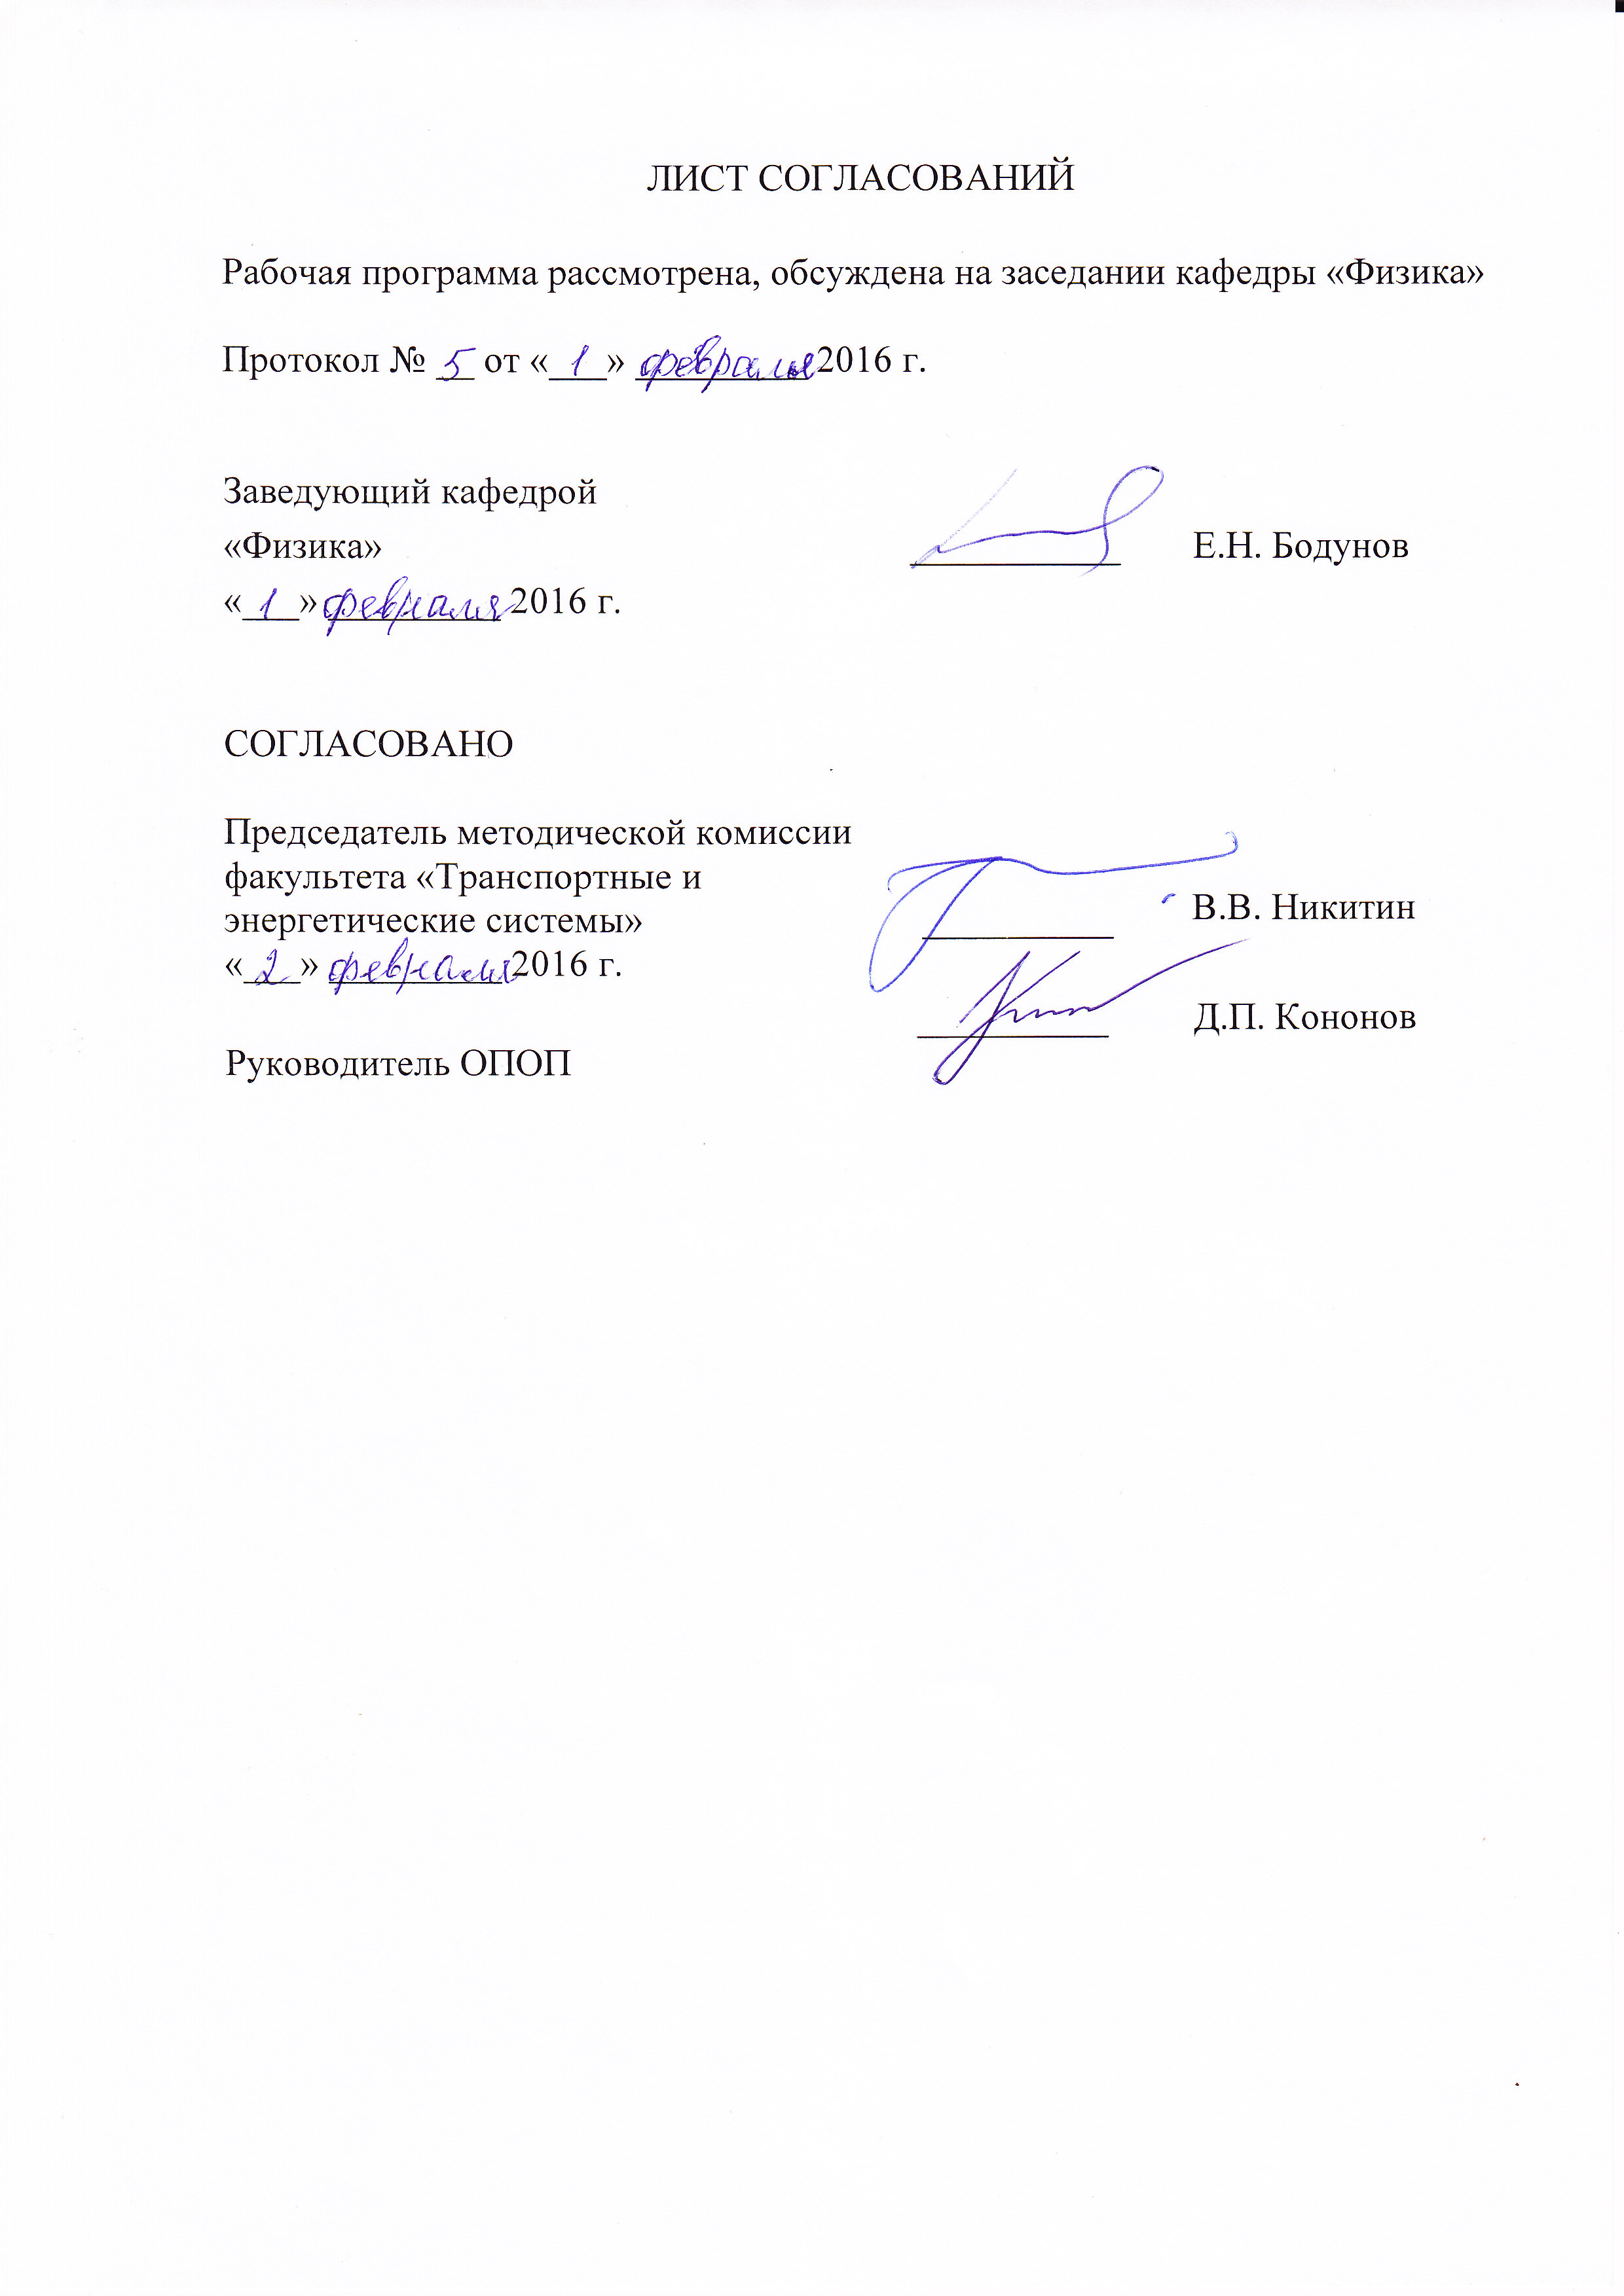 ЛИСТ СОГЛАСОВАНИЙ
Рабочая программа рассмотрена, обсуждена на заседании кафедры «Физика»
Протокол № 5 от «1» февраля 2016 г.
Заведующий кафедрой
«Физика» Е.Н. Бодунов
«1» февраля 2016 г.
СОГЛАСОВАНО
Председатель методической комиссии
факультета «Транспортные и
энергетические системы» В.В. Никитин
«2» февраля 2016 г.
Д.П. Кононов
Руководитель ОПОП